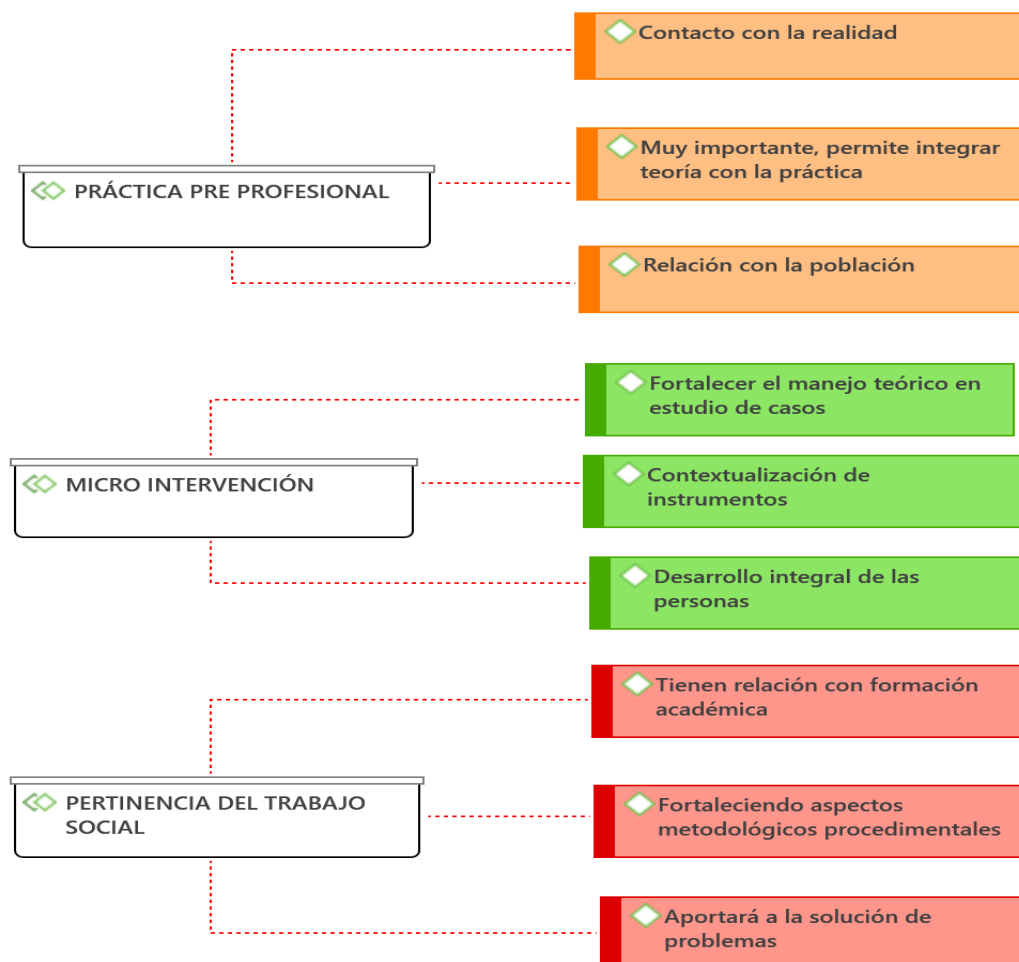 Contacto con la realidad
Muy importante, permite integrar
teoría con la práctica
PRÁCTICA PRE PROFESIONAL
Relación con la población
Fortalecer el manejo teórico en
estudio de casos
MICRO INTERVENCIÓN
Contextualización de
instrumentos
Desarrollo integral de las
personas
Tienen relación con formación
académica
PERTINENCIA DEL TRABAJO
SOCIAL
Fortaleciendo aspectos
metodológicos procedimentales
Aportará a la solución de
problemas